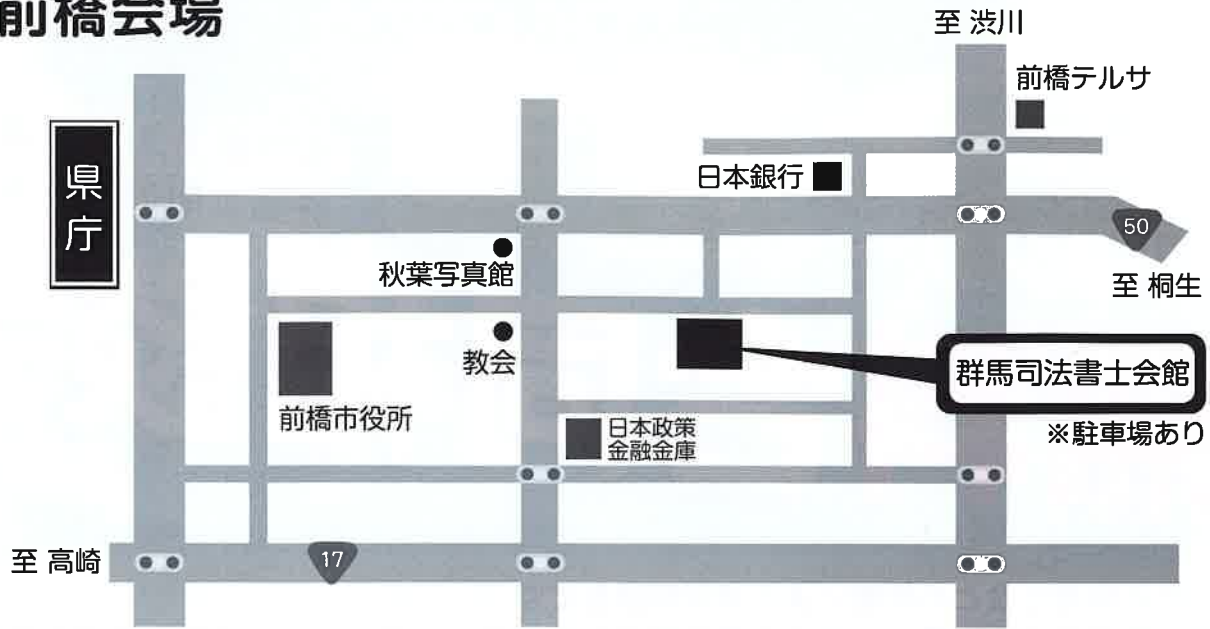 前橋会場
至 渋川
前橋テルサ
県庁
日本銀行
50
秋葉写真館
至 桐生
教会
群馬司法書士会館
前橋市役所
日本政策
金融金庫
※駐車場あり
至 高崎
17